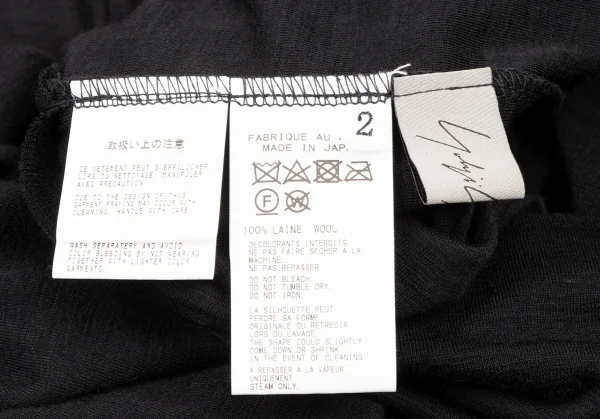 取扱い上の注意
CE VETEMENT PEUT S'EFFILOCHER
LORS DU NETTOYAGE MANIPULER
AVEC PRECAUTION
DUE TO THE DESIGN OF THIS
GARMENT FRAYING MAY OCCUR WITH
CLEANING. HANDLE WITH CARE
WASH SEPARATERY AND AVOID
COLOR BLEEDING BY NOT WEARING
TOGETHER WITH LIGHTER COLOR
GARMENTS.
2
FABRIQUE AU .
MADE IN JAP.
F W
100% LAINE WOOL
DECOLORANTS INTERDITS
NE PAS FAIRE SECHER A LA
MACHINE.
NE PAS REPASSER.
DO NOT BLEACH.
DO NOT TUMBLE DRY.
DO NOT IRON.
LA SILHOUETTE PEUT
PERDRE SA FORME
ORIGINALE OU RETRECIR
LORS DU LAVAGE.
THE SHAPE COULD SLIGHTLY
COME DOWN OR SHRINK
IN THE EVENT OF CLEANING.
A REPASSER A LA VAPEUR
UNIQUEMENT
STEAM ONLY.
Yohji